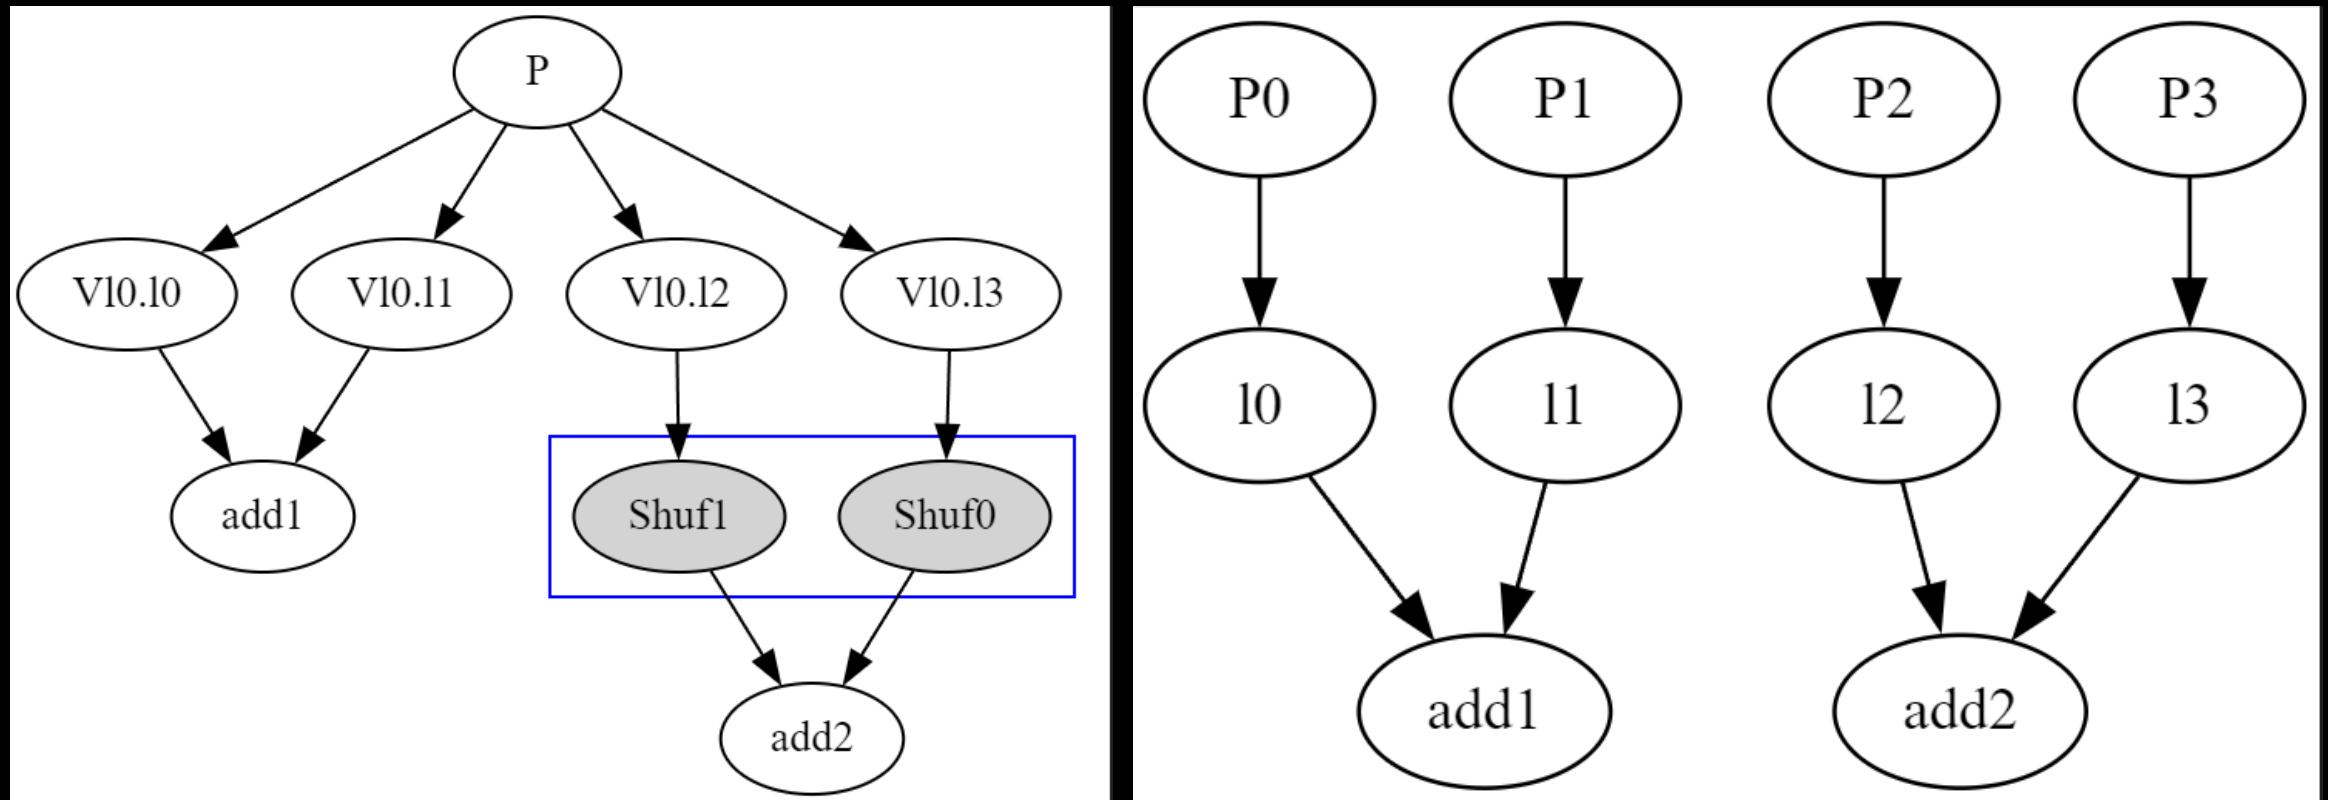 P
Vl0.l0
Vl0.l1
Vl0.l2
Vl0.l3
add1
Shuf1
Shuf0
add2
P0
P1
P2
P3
l0
l1
l2
l3
add1
add2